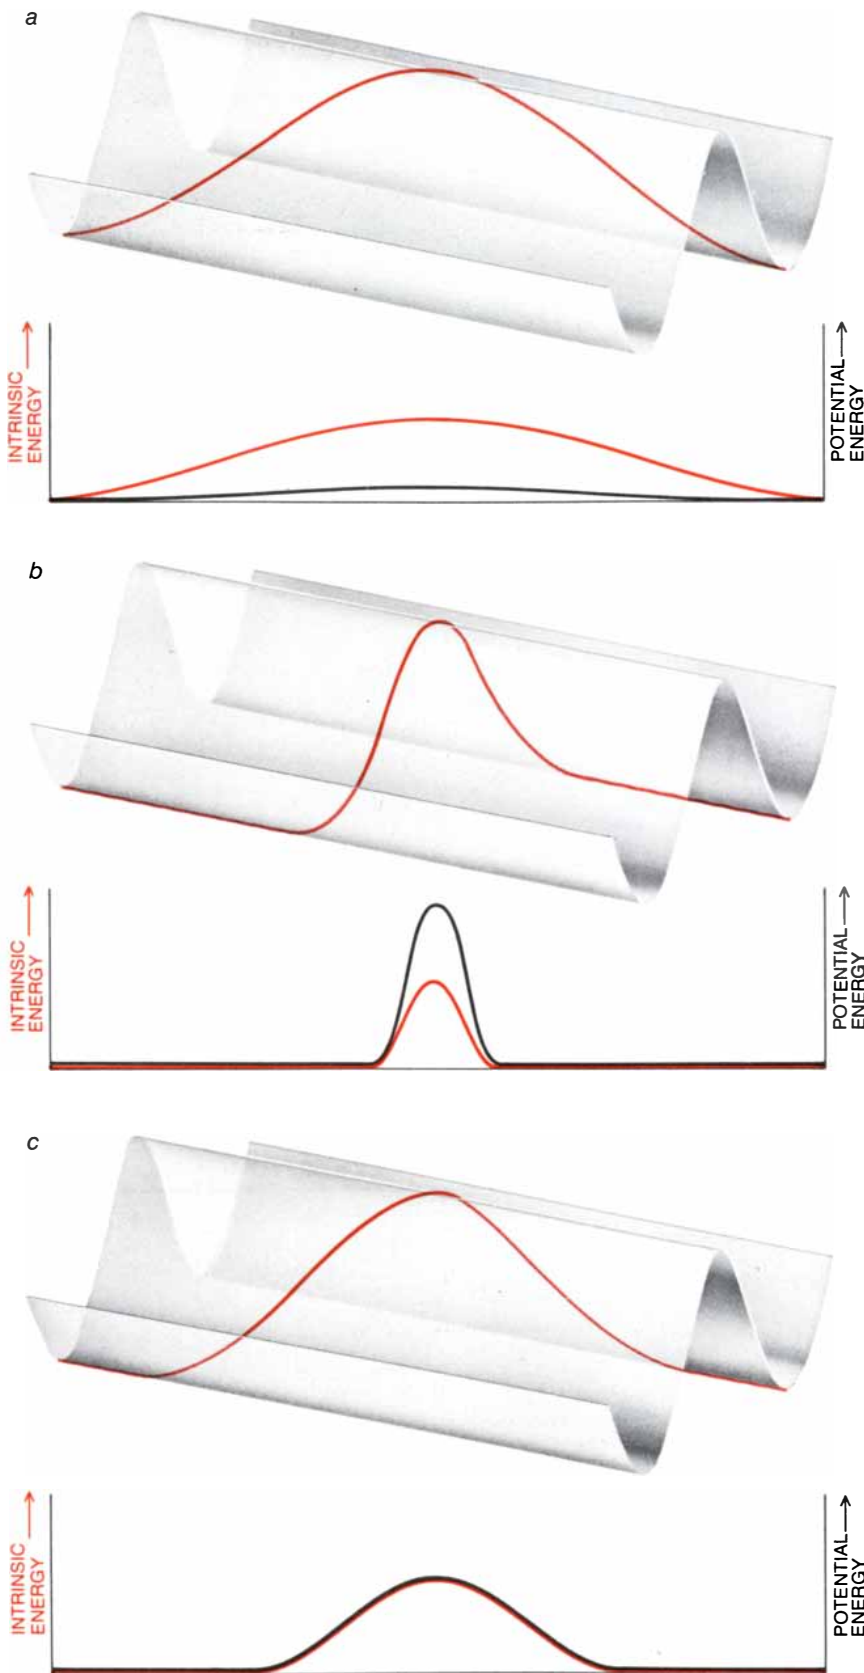 a
INTRINSIC
ENERGY
POTENTIAL
ENERGY
b
INTRINSIC
ENERGY
POTENTIAL
ENERGY
c
INTRINSIC
ENERGY
POTENTIAL
ENERGY